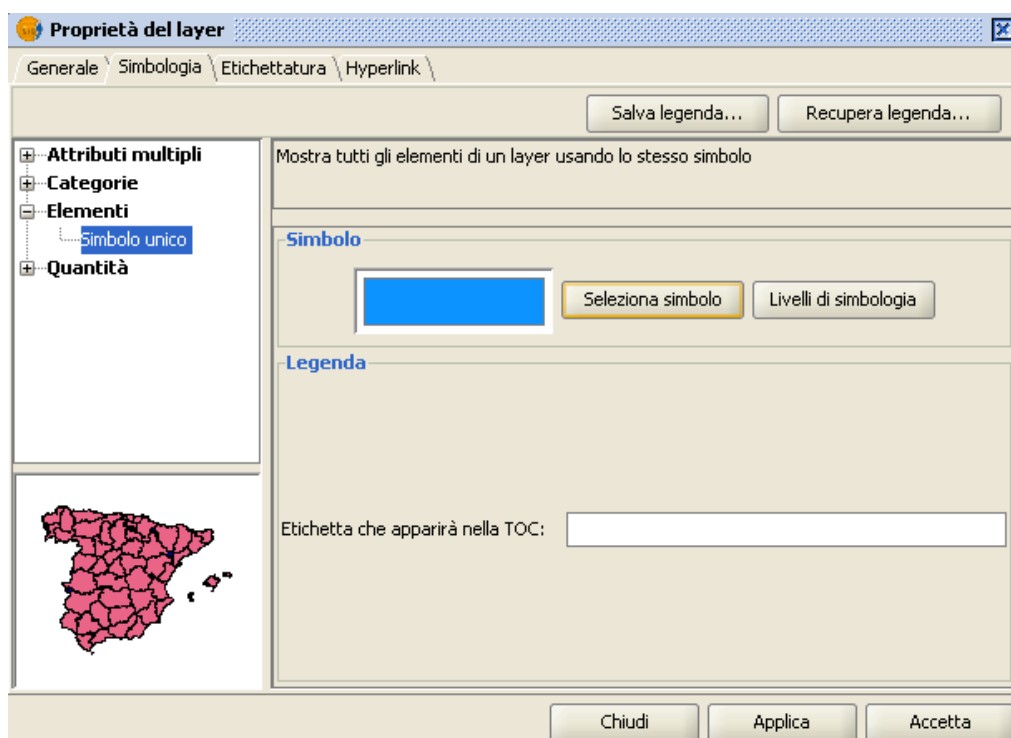 Proprietà del layer
Generale Simbologia Etichettatura Hyperlink
Salva legenda... Recupera legenda...
Attributi multipli
Categorie
Elementi
Simbolo unico
Quantità
Mostra tutti gli elementi di un layer usando lo stesso simbolo
Simbolo
Seleziona simbolo Livelli di simbologia
Legenda
Etichetta che apparirà nella TOC:
Chiudi Applica Accetta